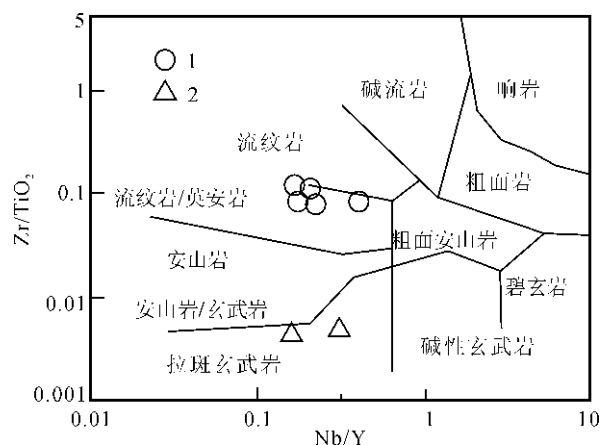 5
1
0.1
0.01
0.001
Zr/TiO₂
1
2
碱流岩
响岩
流纹岩
粗面岩
流纹岩/英安岩
粗面安山岩
安山岩
碧玄岩
安山岩/玄武岩
碱性玄武岩
拉斑玄武岩
0.01
0.1
1
10
Nb/Y